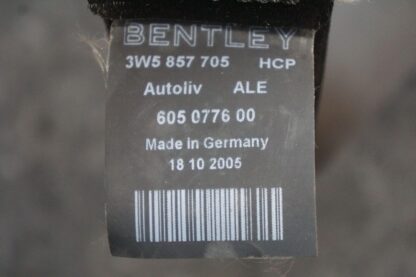 BENTLEY
3W5 857 705 HCP
Autoliv ALE
605 0776 00
Made in Germany
18 10 2005